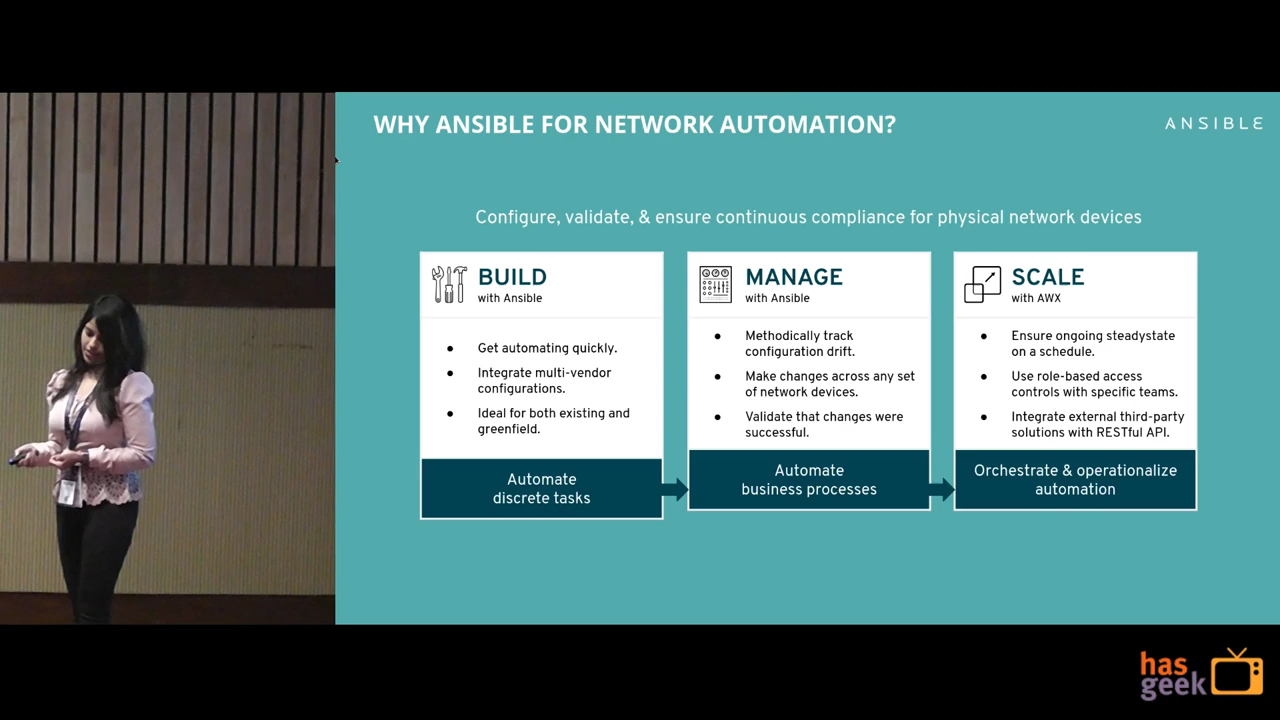 WHY ANSIBLE FOR NETWORK AUTOMATION?
ANSIBLE
Configure, validate, & ensure continuous compliance for physical network devices
BUILD
with Ansible
● Get automating quickly.
● Integrate multi-vendor
configurations.
● Ideal for both existing and
greenfield.
Automate
discrete tasks
MANAGE
with Ansible
● Methodically track
configuration drift.
● Make changes across any set
of network devices.
● Validate that changes were
successful.
Automate
business processes
SCALE
with AWX
● Ensure ongoing steadystate
on a schedule.
● Use role-based access
controls with specific teams.
● Integrate external third-party
solutions with RESTful API.
Orchestrate & operationalize
automation
has
geek